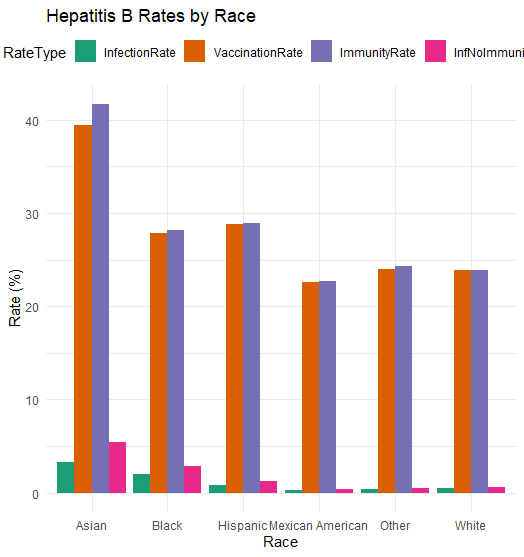 Hepatitis B Rates by Race
RateType InfectionRate VaccinationRate ImmunityRate InfNoImmuni
Rate (%)
40
30
20
10
0
Asian Black Hispanic Mexican American Other White
Race